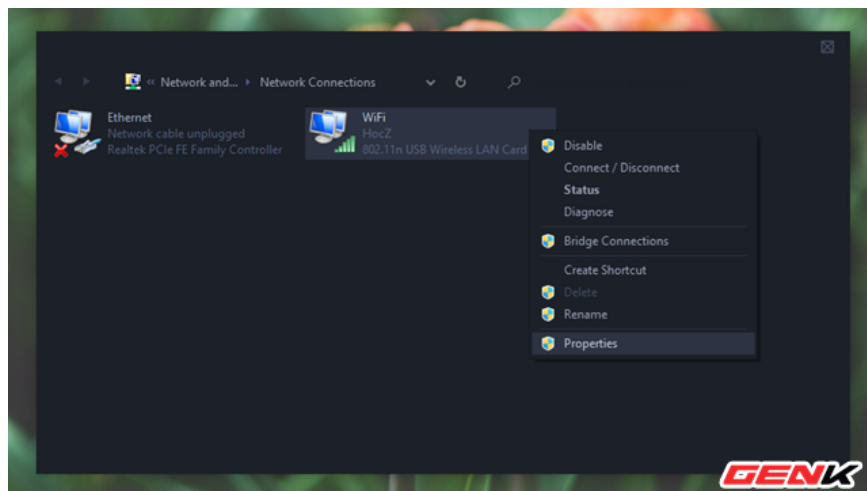 « Network and... › Network Connections
Ethernet
Network cable unplugged
Realtek PCIe FE Family Controller
WiFi
HocZ
802.11n USB Wireless LAN Card
Disable
Connect / Disconnect
Status
Diagnose
Bridge Connections
Create Shortcut
Delete
Rename
Properties
GENK